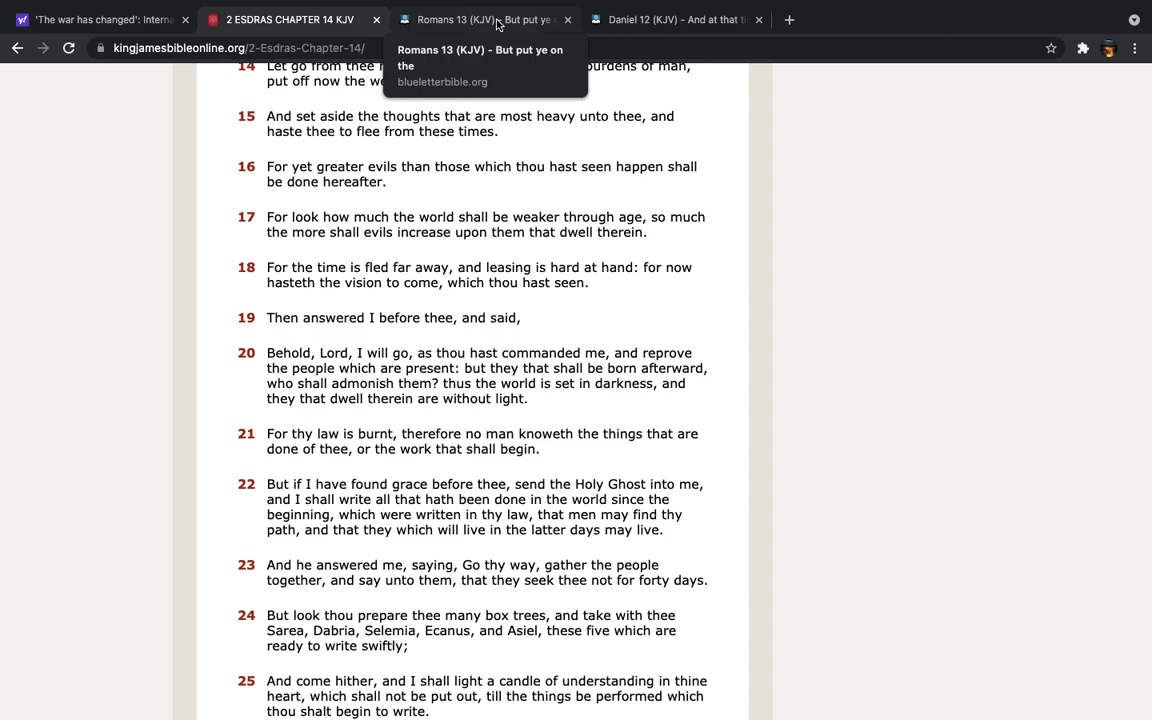 'The war has changed': Interna
2 ESDRAS CHAPTER 14 KJV
Romans 13 (KJV) - But put ye o
Daniel 12 (KJV) - And at that ti
kingjamesbibleonline.org/2-Esdras-Chapter-14/
Romans 13 (KJV) - But put ye on
the
blueletterbible.org
14 Let go from thee burdens of man,
put off now the we
15 And set aside the thoughts that are most heavy unto thee, and
haste thee to flee from these times.
16 For yet greater evils than those which thou hast seen happen shall
be done hereafter.
17 For look how much the world shall be weaker through age, so much
the more shall evils increase upon them that dwell therein.
18 For the time is fled far away, and leasing is hard at hand: for now
hasteth the vision to come, which thou hast seen.
19 Then answered I before thee, and said,
20 Behold, Lord, I will go, as thou hast commanded me, and reprove
the people which are present: but they that shall be born afterward,
who shall admonish them? thus the world is set in darkness, and
they that dwell therein are without light.
21 For thy law is burnt, therefore no man knoweth the things that are
done of thee, or the work that shall begin.
22 But if I have found grace before thee, send the Holy Ghost into me,
and I shall write all that hath been done in the world since the
beginning, which were written in thy law, that men may find thy
path, and that they which will live in the latter days may live.
23 And he answered me, saying, Go thy way, gather the people
together, and say unto them, that they seek thee not for forty days.
24 But look thou prepare thee many box trees, and take with thee
Sarea, Dabria, Selemia, Ecanus, and Asiel, these five which are
ready to write swiftly;
25 And come hither, and I shall light a candle of understanding in thine
heart, which shall not be put out, till the things be performed which
thou shalt begin to write.